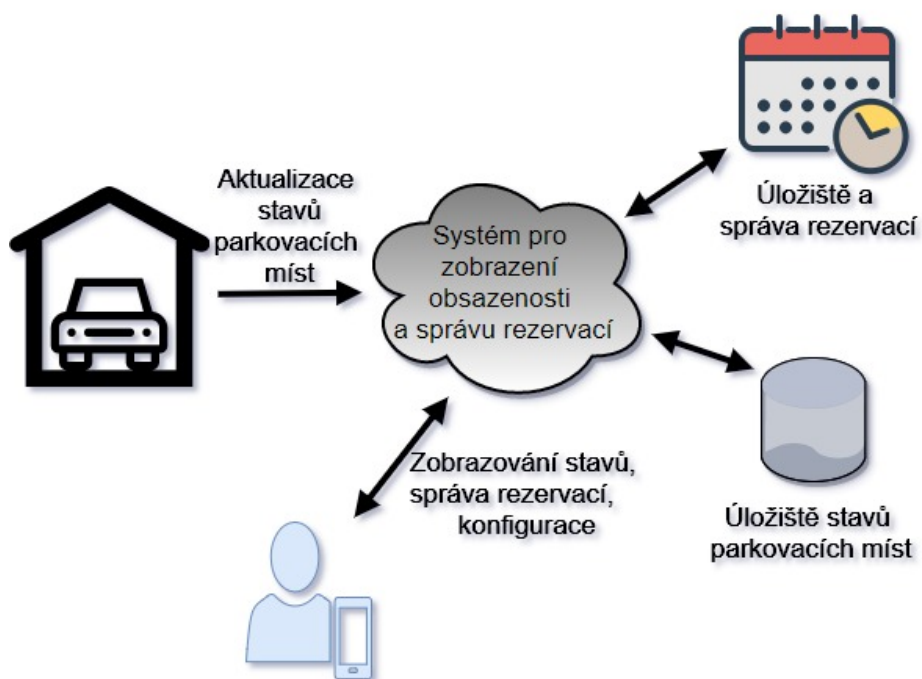 Aktualizace
stavů
parkovacích
míst
Systém pro
zobrazení
obsazenosti
a správu rezervací
Úložiště a
správa rezervací
Zobrazování stavů,
správa rezervací,
konfigurace
Úložiště stavů
parkovacích míst